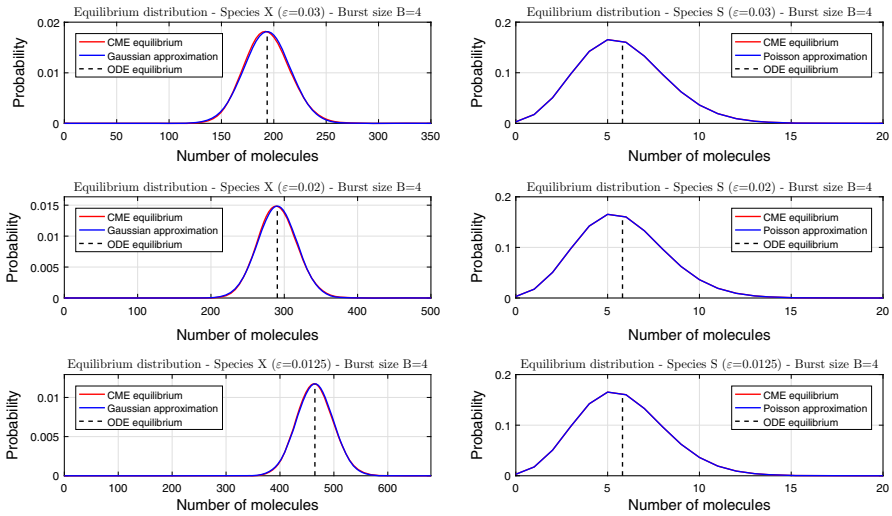 Equilibrium distribution - Species X (ε=0.03) - Burst size B=4
0.02
0.01
0
Probability
CME equilibrium
Gaussian approximation
ODE equilibrium
0 50 100 150 200 250 300 350
Number of molecules
Equilibrium distribution - Species S (ε=0.03) - Burst size B=4
0.2
0.1
0
Probability
CME equilibrium
Poisson approximation
ODE equilibrium
0 5 10 15 20
Number of molecules
Equilibrium distribution - Species X (ε=0.02) - Burst size B=4
0.015
0.01
0.005
0
Probability
CME equilibrium
Gaussian approximation
ODE equilibrium
0 100 200 300 400 500
Number of molecules
Equilibrium distribution - Species S (ε=0.02) - Burst size B=4
0.2
0.1
0
Probability
CME equilibrium
Poisson approximation
ODE equilibrium
0 5 10 15 20
Number of molecules
Equilibrium distribution - Species X (ε=0.0125) - Burst size B=4
0.01
0.005
0
Probability
CME equilibrium
Gaussian approximation
ODE equilibrium
0 100 200 300 400 500 600
Number of molecules
Equilibrium distribution - Species S (ε=0.0125) - Burst size B=4
0.2
0.1
0
Probability
CME equilibrium
Poisson approximation
ODE equilibrium
0 5 10 15 20
Number of molecules